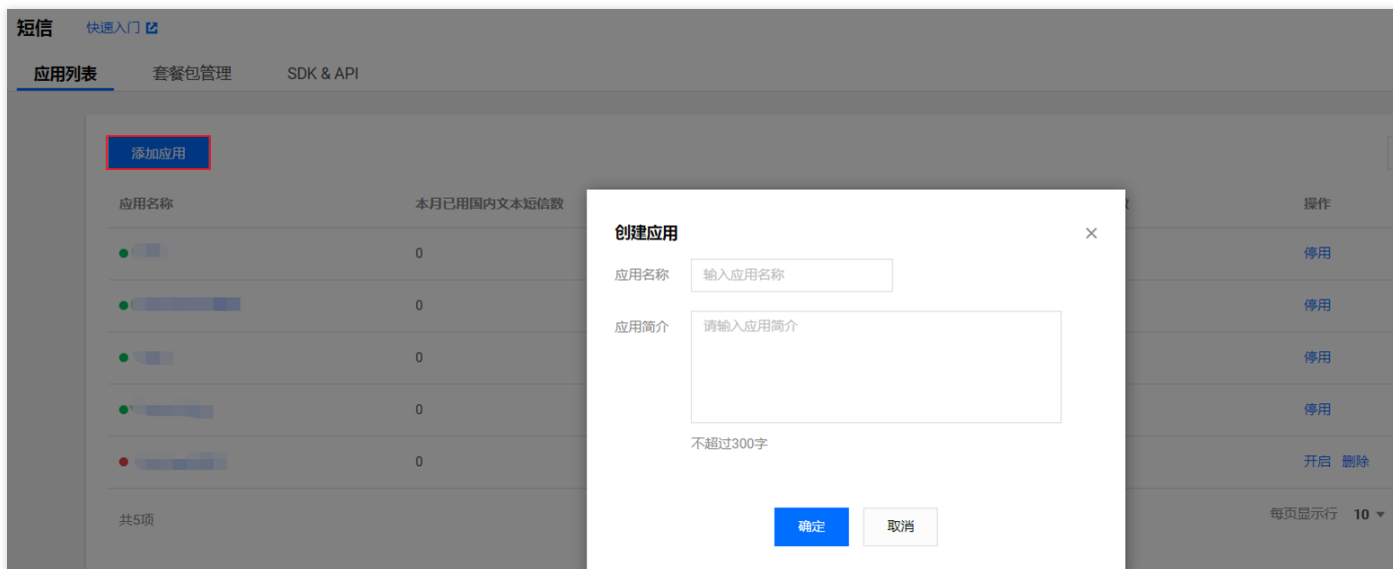 短信 快速入门
应用列表 套餐包管理 SDK & API
添加应用
应用名称 本月已用国内文本短信数 操作
创建应用
0 停用
应用名称 输入应用名称
0 停用
应用简介 请输入应用简介
0 停用
0 停用
不超过300字
0 开启 删除
共5项 每页显示行 10
确定 取消